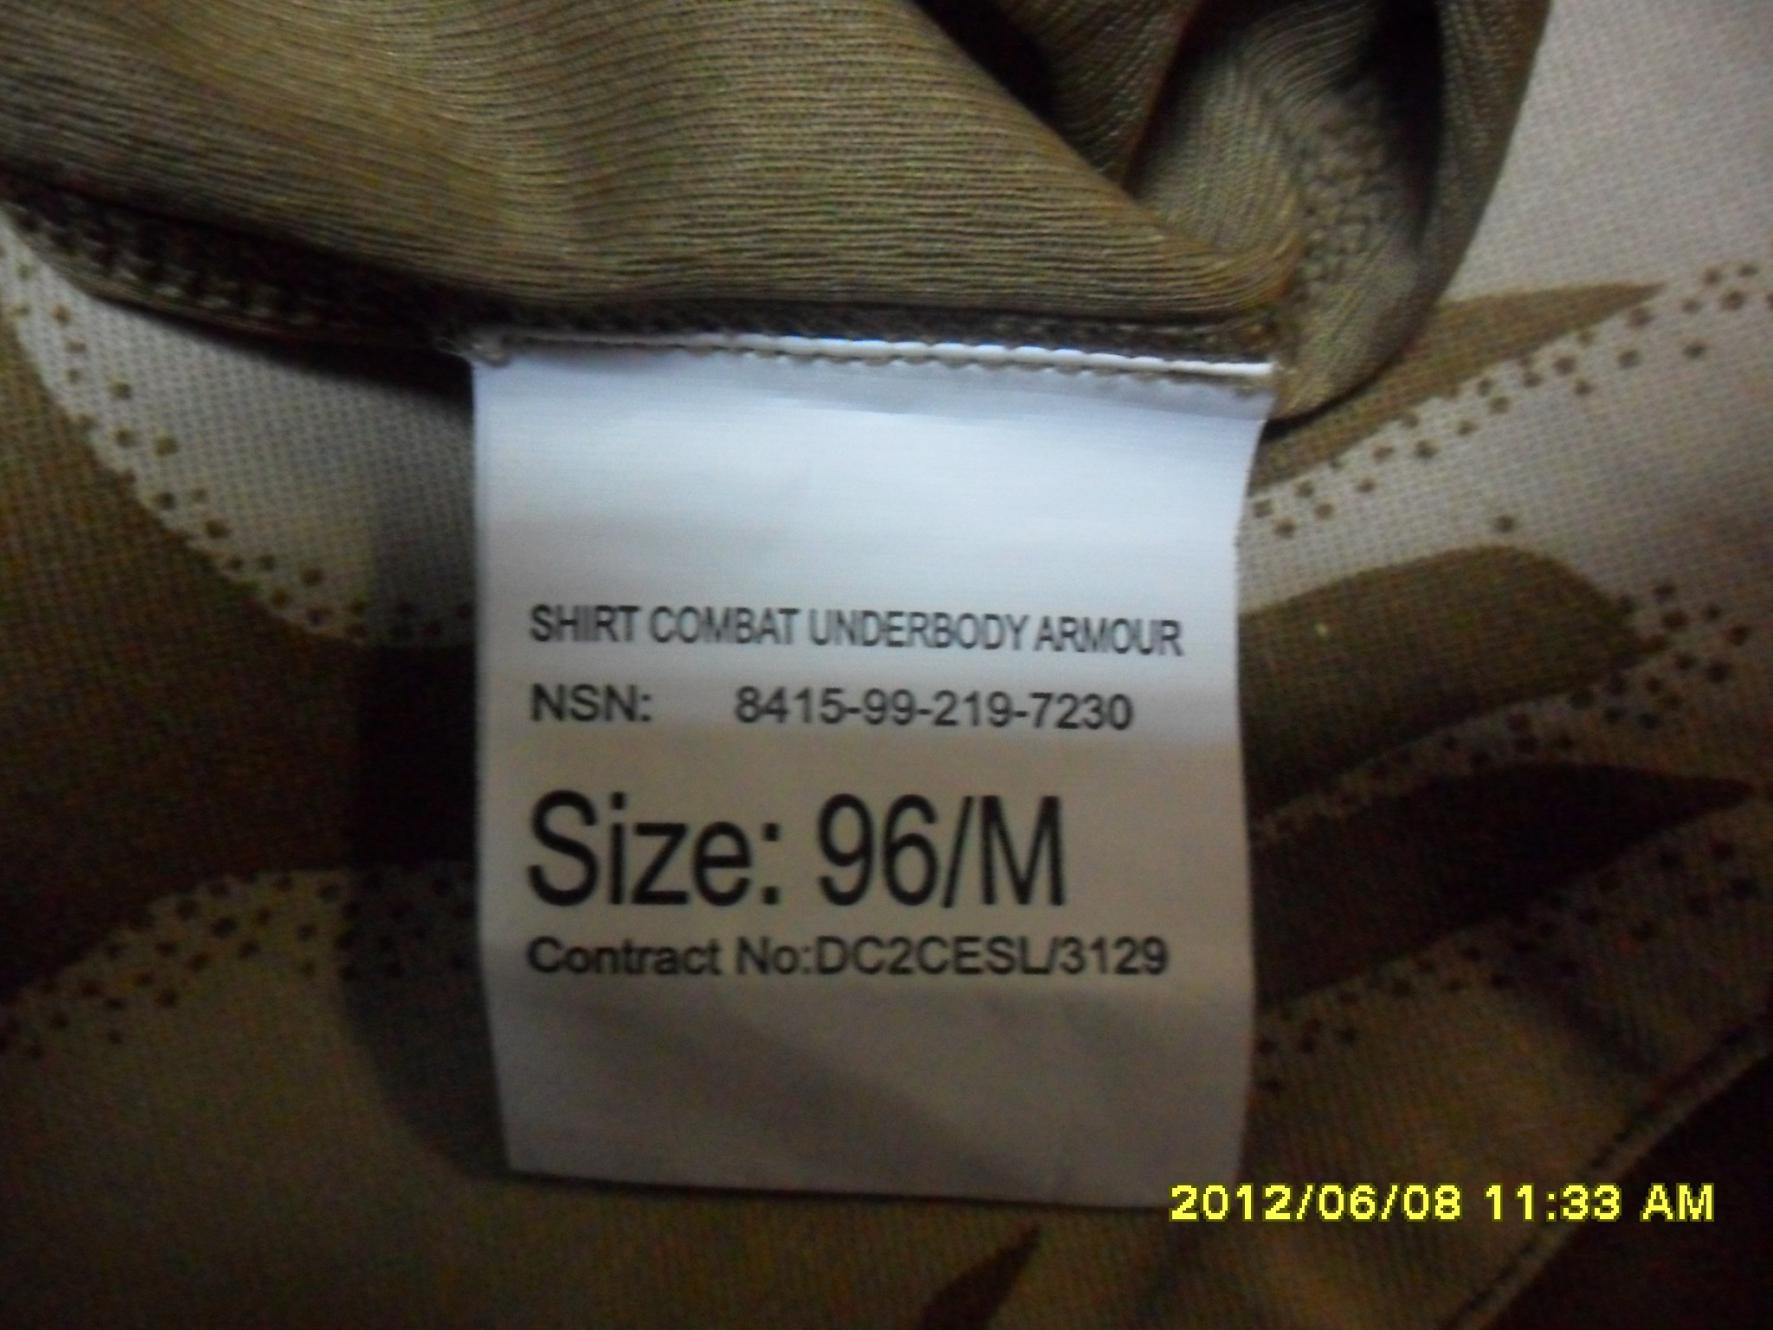 SHIRT COMBAT UNDERBODY ARMOUR
NSN: 8415-99-219-7230
Size: 96/M
Contract No:DC2CESL/3129
2012/06/08 11:33 AM